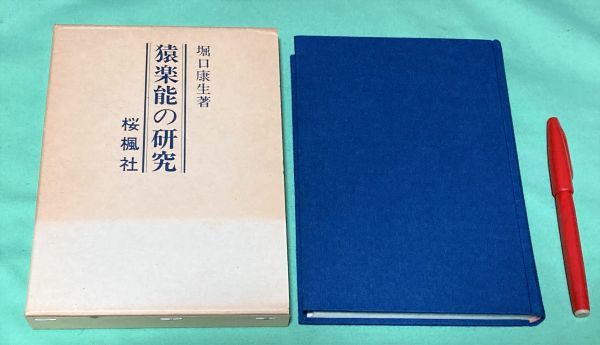 堀口康生著
猿楽能の研究
桜楓社